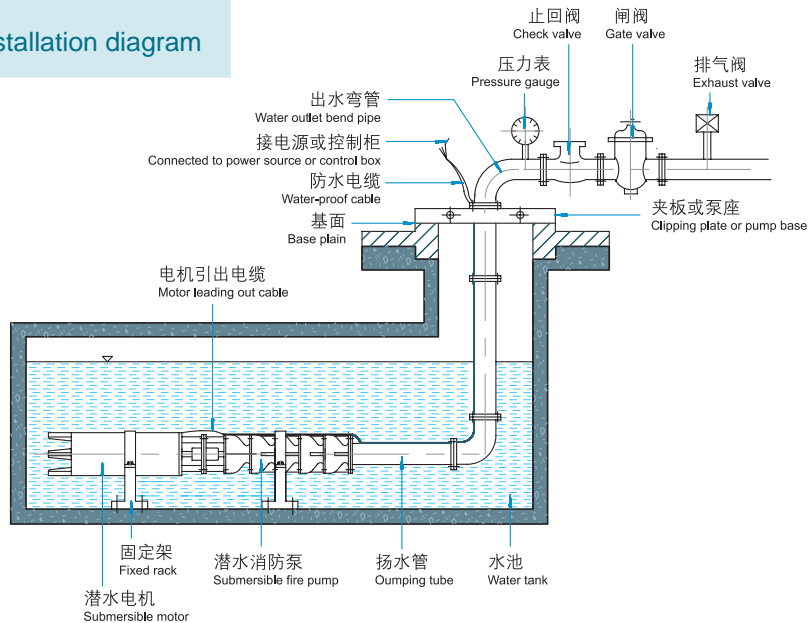 stallation diagram
止回阀
Check valve
闸阀
Gate valve
压力表
Pressure gauge
排气阀
Exhaust valve
出水弯管
Water outlet bend pipe
接电源或控制柜
Connected to power source or control box
防水电缆
Water-proof cable
基面
Base plain
夹板或泵座
Clipping plate or pump base
电机引出电缆
Motor leading out cable
固定架
Fixed rack
潜水消防泵
Submersible fire pump
扬水管
Oumping tube
水池
Water tank
潜水电机
Submersible motor